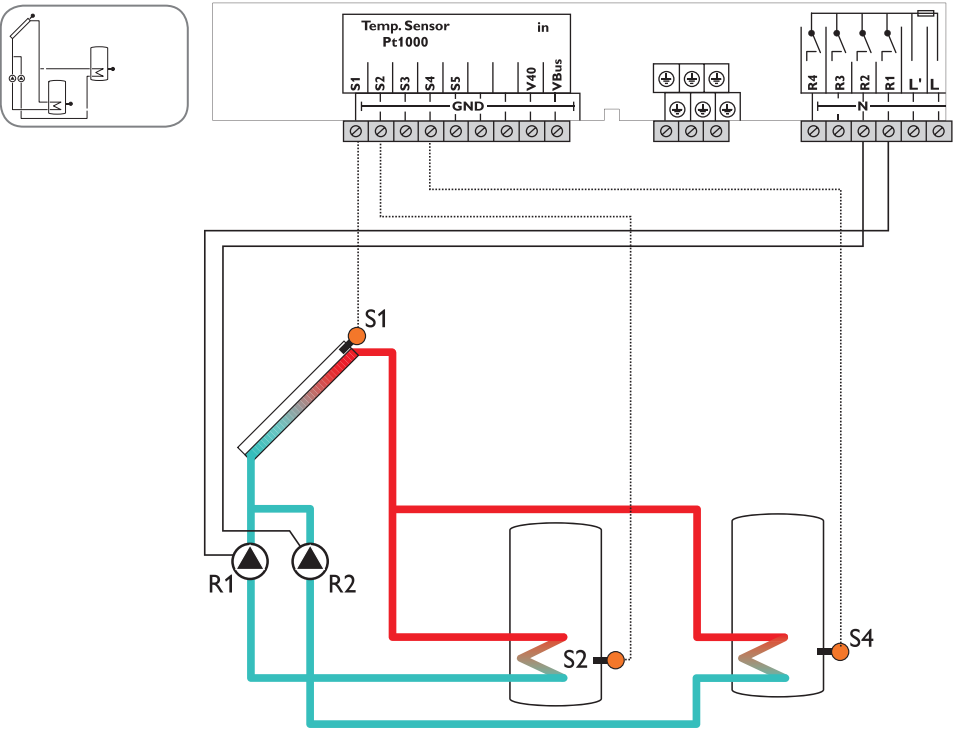 Temp. Sensor in
Pt1000
S1 S2 S3 S4 S5 V40 VBus
R4 R3 R2 R1 L' L
GND
N
S1
R1 R2
S2
S4